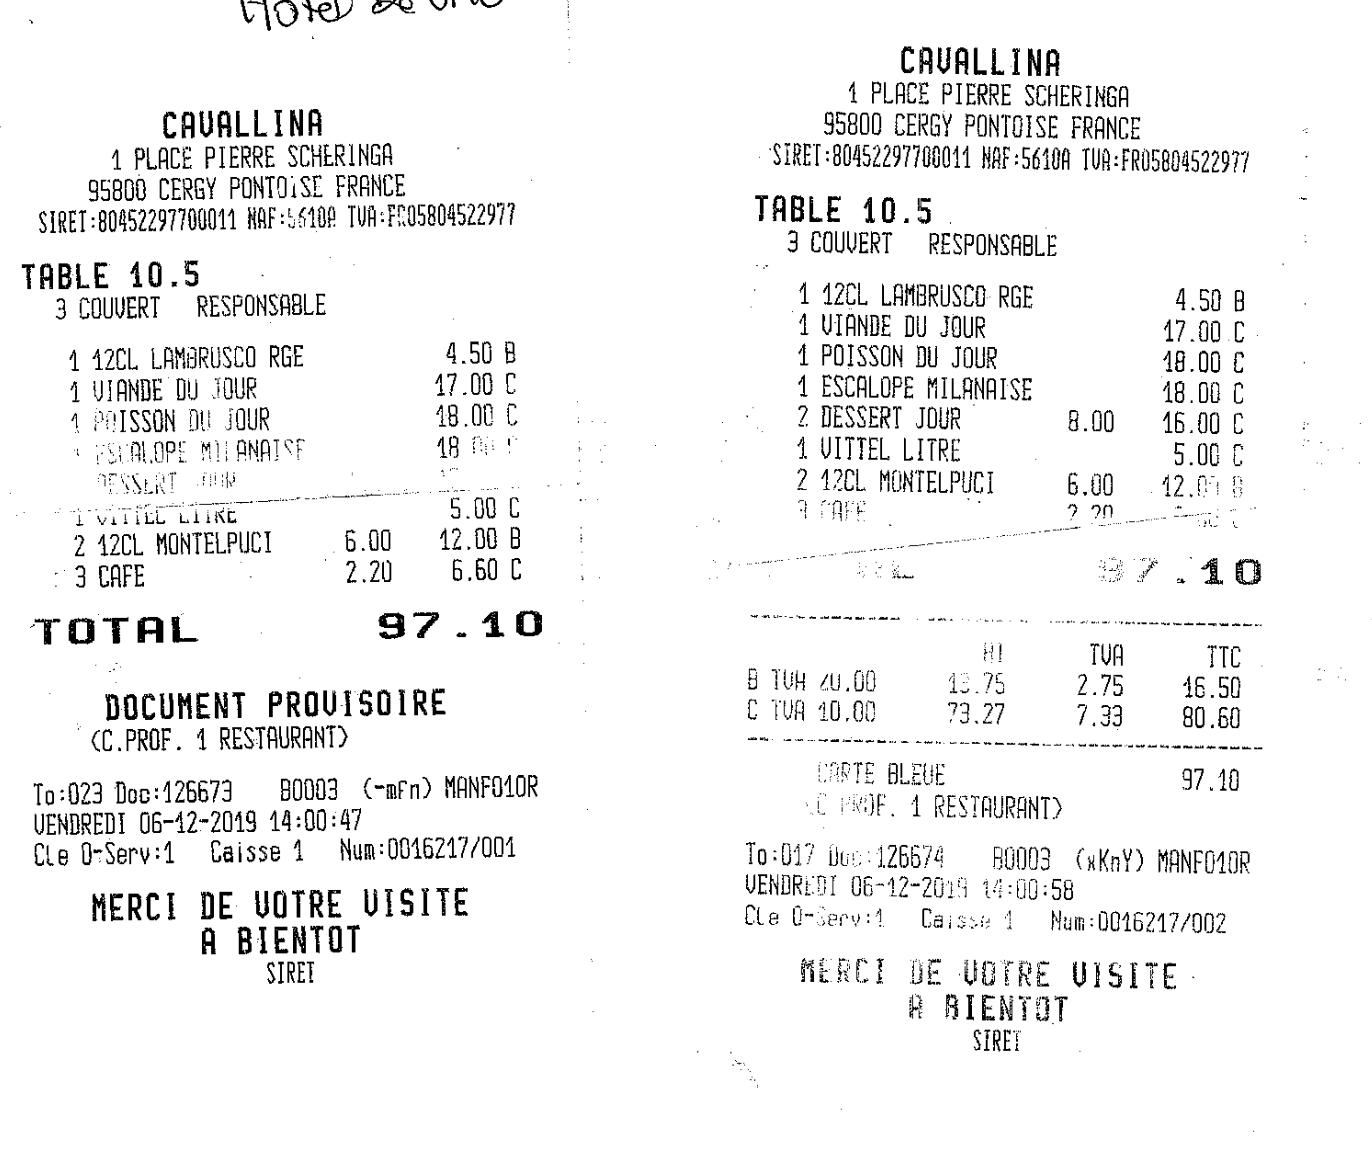 Hotel de
CAVALLINA
1 PLACE PIERRE SCHERINGA
95800 CERGY PONTOISE FRANCE
SIRET:80452297700011 NAF:5610A TVA:FR05804522977
TABLE 10.5
3 COUVERT RESPONSABLE
1 12CL LAMBRUSCO RGE 4.50 B
1 VIANDE DU JOUR 17.00 C
1 POISSON DU JOUR 18.00 C
ESCALOPE MILANAISE 18.00
DESSERT JOUR
1 VITTEL LITRE 5.00 C
2 12CL MONTELPUCI 6.00 12.00 B
3 CAFE 2.20 6.60 C
TOTAL 97.10
DOCUMENT PROVISOIRE
(C.PROF. 1 RESTAURANT)
To:023 Doc:126673 B0003 (-mFn) MANF010R
VENDREDI 06-12-2019 14:00:47
Cle 0-Serv:1 Caisse 1 Num:0016217/001
MERCI DE VOTRE VISITE
A BIENTOT
SIRET
CAVALLINA
1 PLACE PIERRE SCHERINGA
95800 CERGY PONTOISE FRANCE
SIRET:80452297700011 NAF:5610A TVA:FR05804522977
TABLE 10.5
3 COUVERT RESPONSABLE
1 12CL LAMBRUSCO RGE 4.50 B
1 VIANDE DU JOUR 17.00 C
1 POISSON DU JOUR 18.00 C
1 ESCALOPE MILANAISE 18.00 C
2 DESSERT JOUR 8.00 16.00 C
1 VITTEL LITRE 5.00 C
2 12CL MONTELPUCI 6.00 12.00 B
3 CAFE 2.20
97.10
HT TVA TTC
B TVA 20.00 13.75 2.75 16.50
C TVA 10.00 73.27 7.33 80.60
CARTE BLEUE 97.10
(C.PROF. 1 RESTAURANT)
To:017 Doc:126674 B0003 (xKnY) MANF010R
VENDREDI 06-12-2019 14:00:58
Cle 0-Serv:1 Caisse 1 Num:0016217/002
MERCI DE VOTRE VISITE
A BIENTOT
SIRET